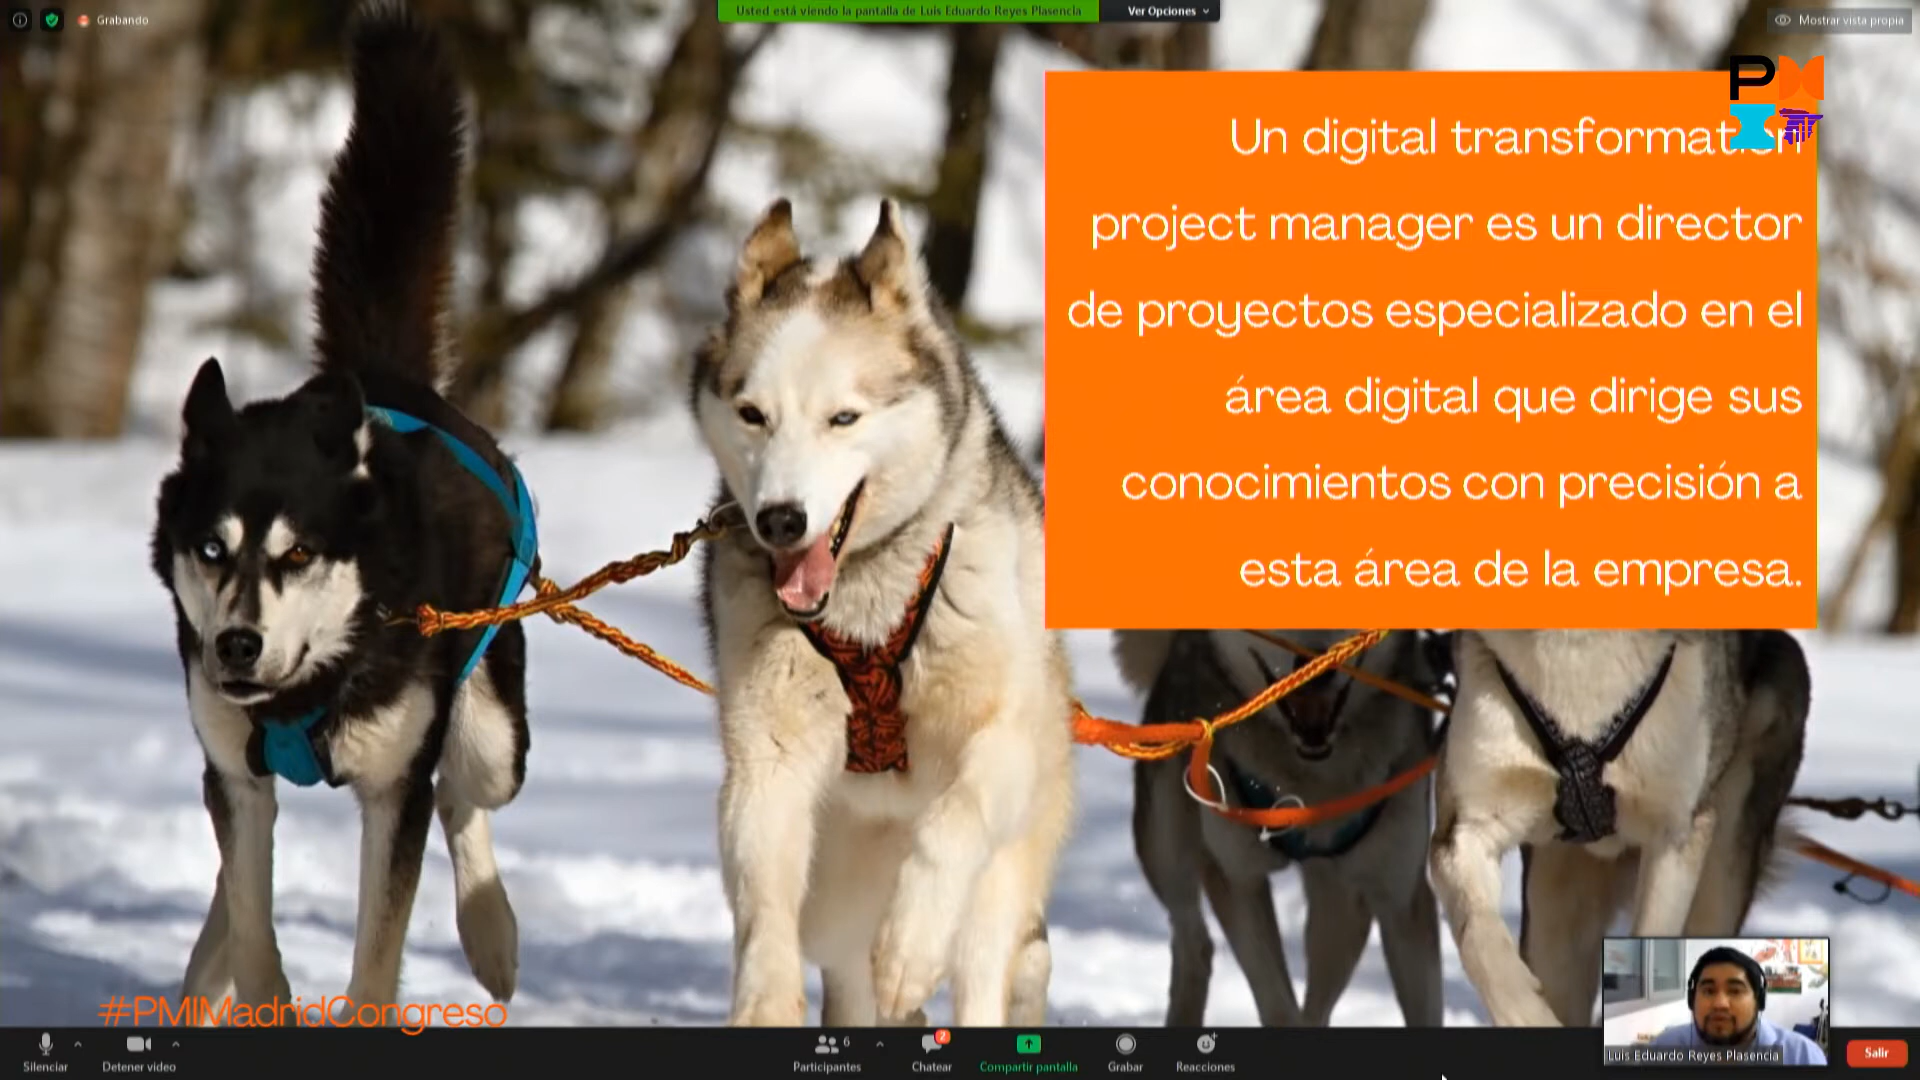 Grabando
Usted está viendo la pantalla de Luis Eduardo Reyes Plasencia
Ver Opciones
Mostrar vista propia
PM
Un digital transformation
project manager es un director
de proyectos especializado en el
área digital que dirige sus
conocimientos con precisión a
esta área de la empresa.
#PMIMadridCongreso
Luis Eduardo Reyes Plasencia
Silenciar
Detener video
6
Participantes
2
Chatear
Compartir pantalla
Grabar
Reacciones
Salir